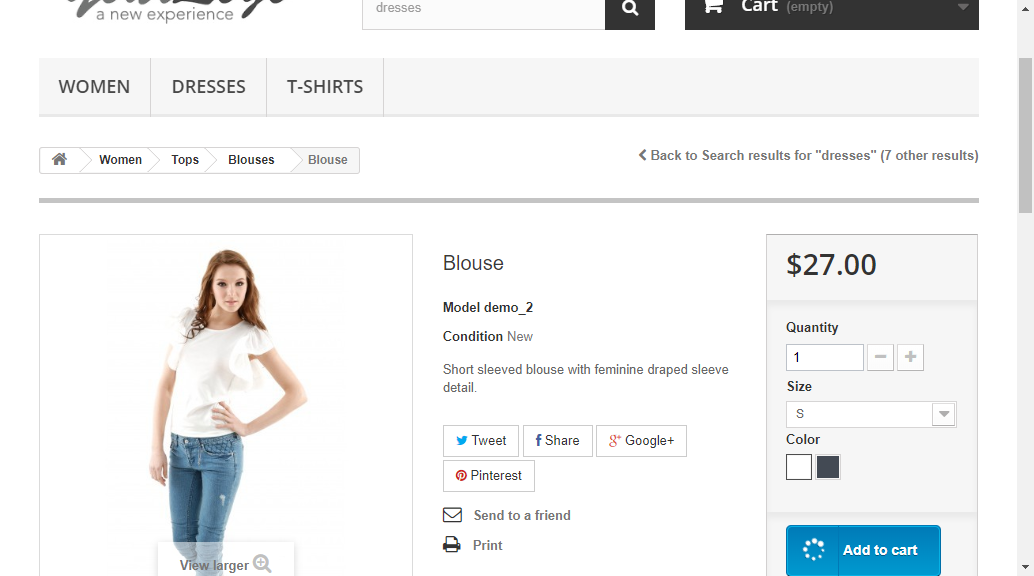 a new experience
dresses
Cart (empty)
WOMEN
DRESSES
T-SHIRTS
Women
Tops
Blouses
Blouse
Back to Search results for "dresses" (7 other results)
View larger
Blouse
Model demo_2
Condition New
Short sleeved blouse with feminine draped sleeve
detail.
Tweet
Share
Google+
Pinterest
Send to a friend
Print
$27.00
Quantity
1
Size
S
Color
Add to cart